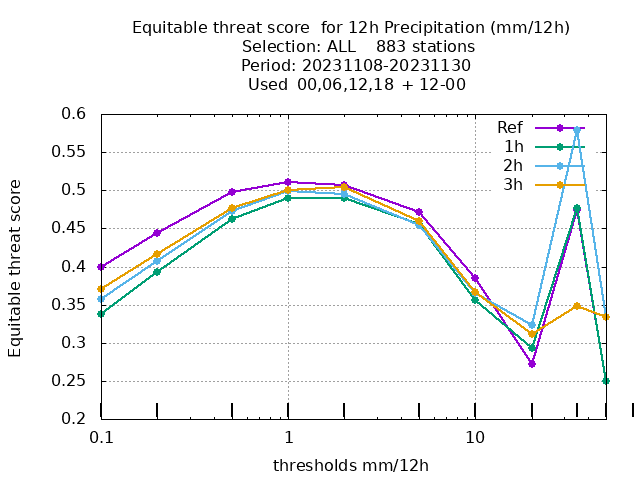 Equitable threat score  for 12h Precipitation (mm/12h)
Selection: ALL    883 stations
Period: 20231108-20231130
Used  00,06,12,18  + 12-00
Ref
1h
2h
3h
0.6
0.55
0.5
0.45
0.4
0.35
0.3
0.25
0.2
Equitable threat score
0.1
1
10
thresholds mm/12h